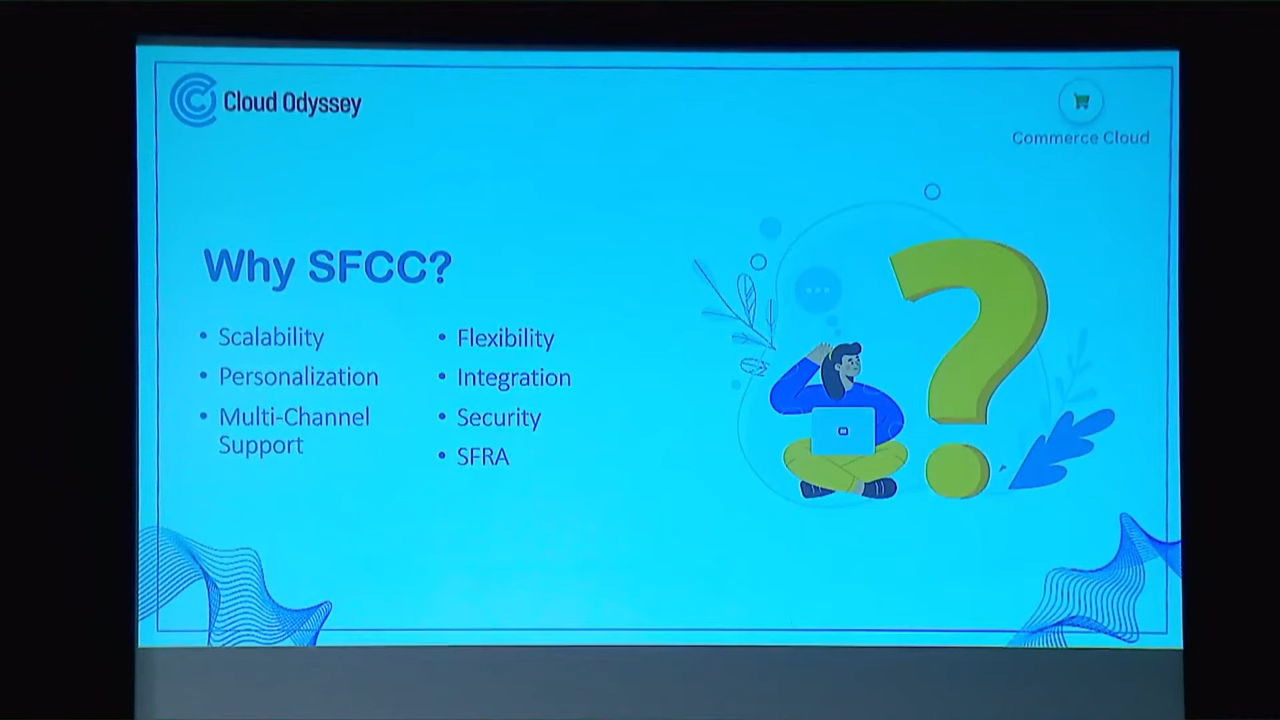 Cloud Odyssey
Commerce Cloud
Why SFCC?
• Scalability
• Personalization
• Multi-Channel
Support
• Flexibility
• Integration
• Security
• SFRA